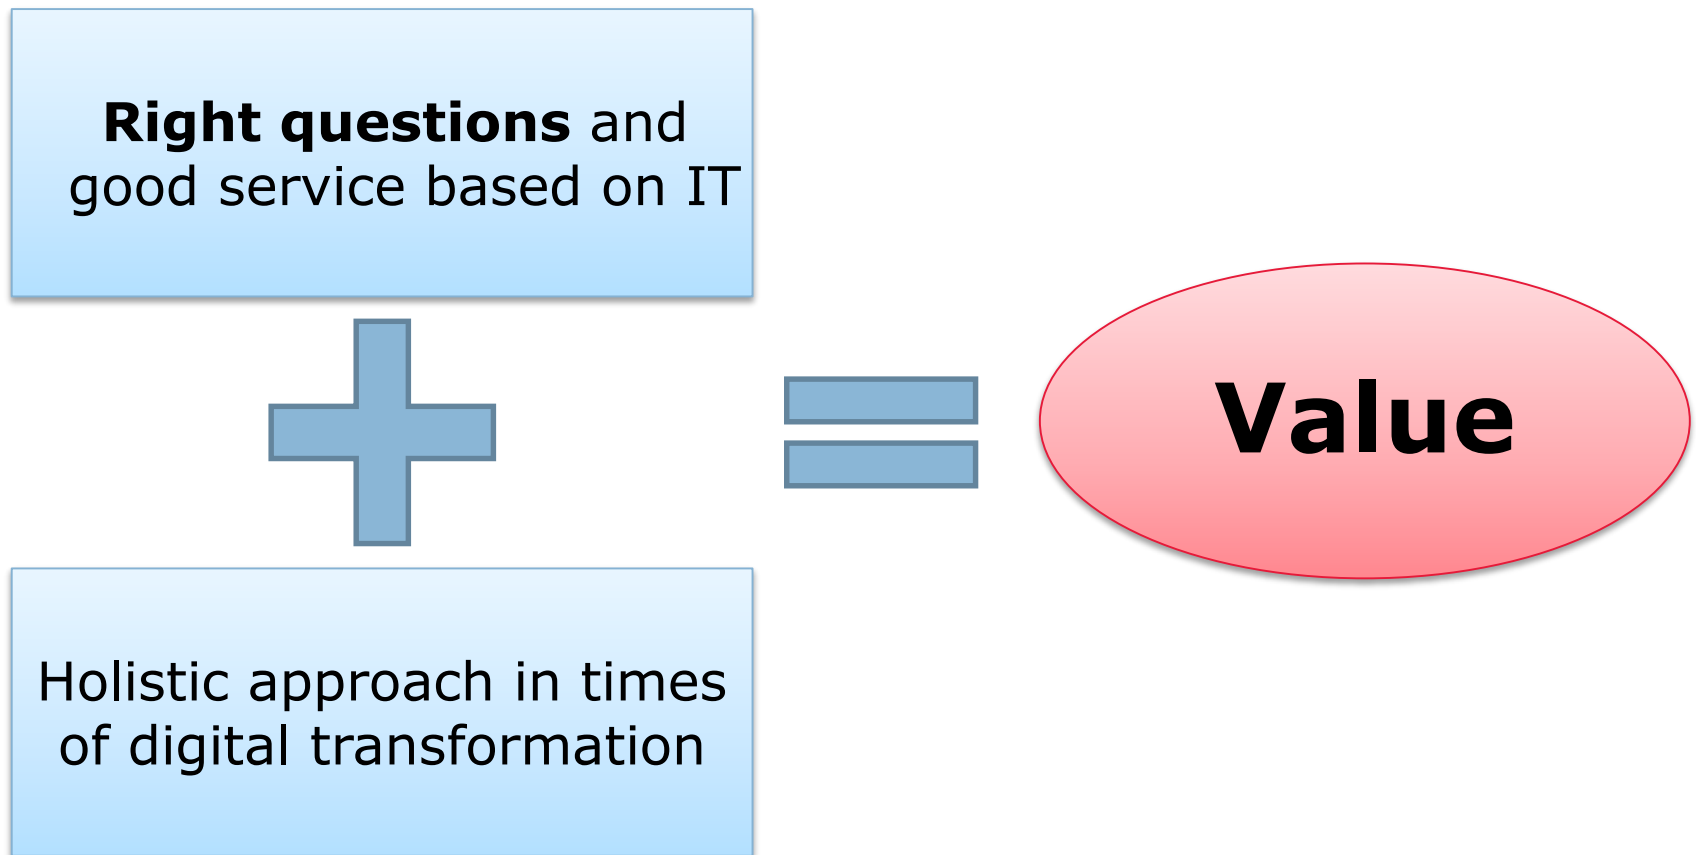 Right questions and
good service based on IT
Holistic approach in times
of digital transformation
Value